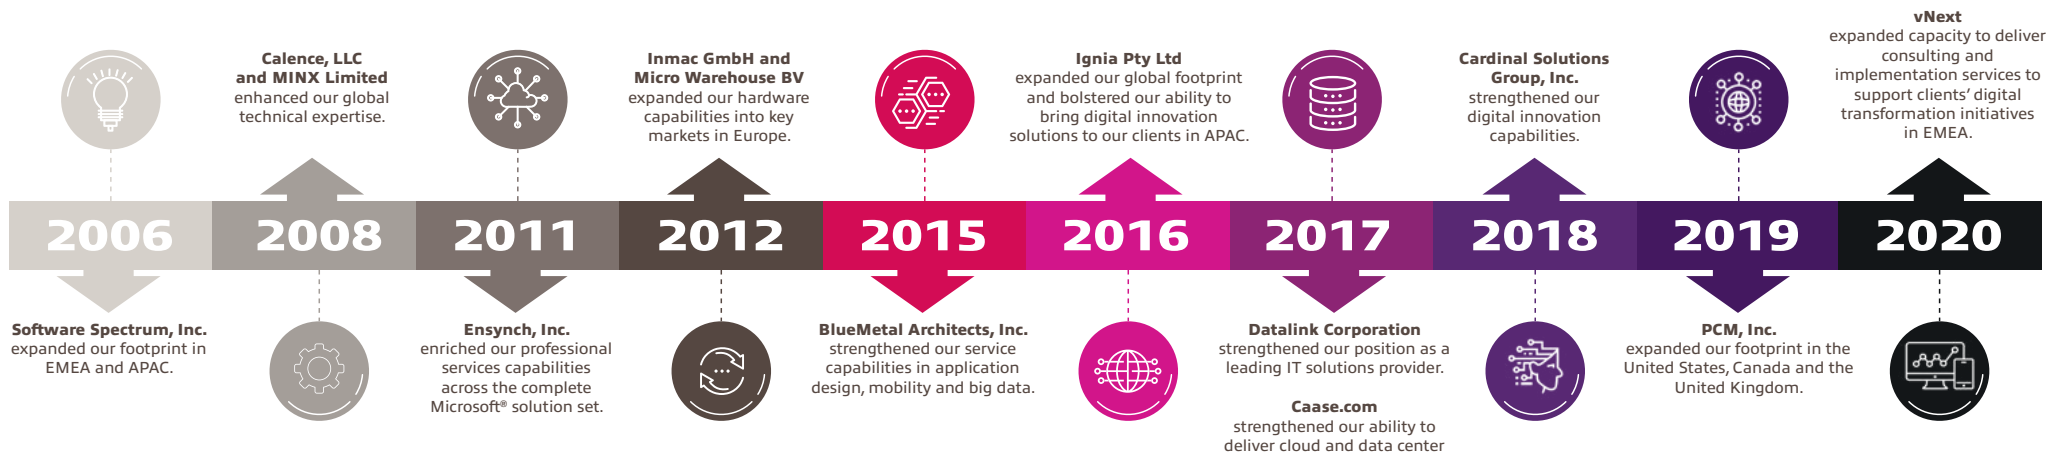 vNext
expanded capacity to deliver
consulting and
implementation services to
support clients' digital
transformation initiatives
in EMEA.
Calence, LLC
and MINX Limited
enhanced our global
technical expertise.
Inmac GmbH and
Micro Warehouse BV
expanded our hardware
capabilities into key
markets in Europe.
Ignia Pty Ltd
expanded our global footprint
and bolstered our ability to
bring digital innovation
solutions to our clients in APAC.
Cardinal Solutions
Group, Inc.
strengthened our
digital innovation
capabilities.
2006 2008 2011 2012 2015 2016 2017 2018 2019 2020
Software Spectrum, Inc.
expanded our footprint in
EMEA and APAC.
Ensynch, Inc.
enriched our professional
services capabilities
across the complete
Microsoft® solution set.
BlueMetal Architects, Inc.
strengthened our service
capabilities in application
design, mobility and big data.
Datalink Corporation
strengthened our position as a
leading IT solutions provider.
Caase.com
strengthened our ability to
deliver cloud and data center
PCM, Inc.
expanded our footprint in the
United States, Canada and the
United Kingdom.